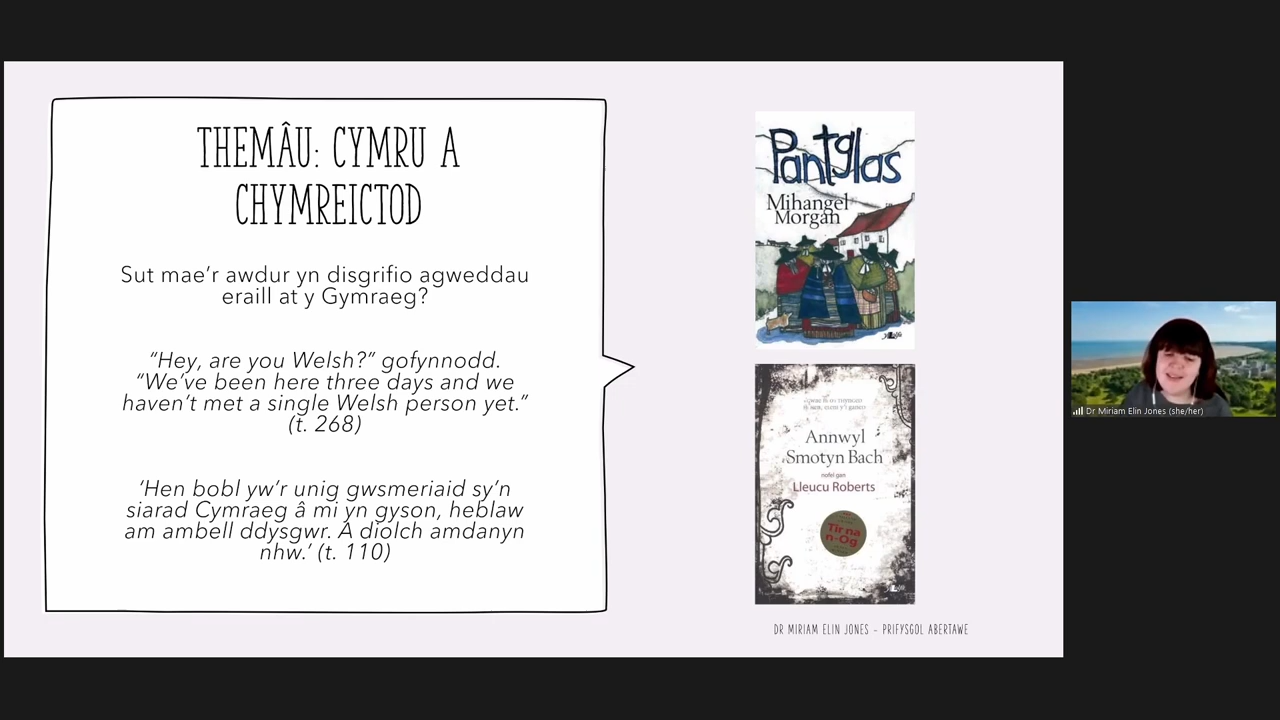 THEMÂU: CYMRU A
CHYMREICTOD
Sut mae'r awdur yn disgrifio agweddau
eraill at y Gymraeg?
“Hey, are you Welsh?” gofynnodd.
“We've been here three days and we
haven't met a single Welsh person yet.”
(t. 268)
'Hen bobl yw'r unig gwsmeriaid sy'n
siarad Cymraeg â mi yn gyson, heblaw
am ambell ddysgwr. A diolch amdanyn
nhw.' (t. 110)
Pantglas
Mihangel
Morgan
y Lolfa
Annwyl
Smotyn Bach
nofel gan
Lleucu Roberts
Tir na
n-Og
y Lolfa
DR MIRIAM ELIN JONES - PRIFYSGOL ABERTAWE
Dr Miriam Elin Jones (she/her)